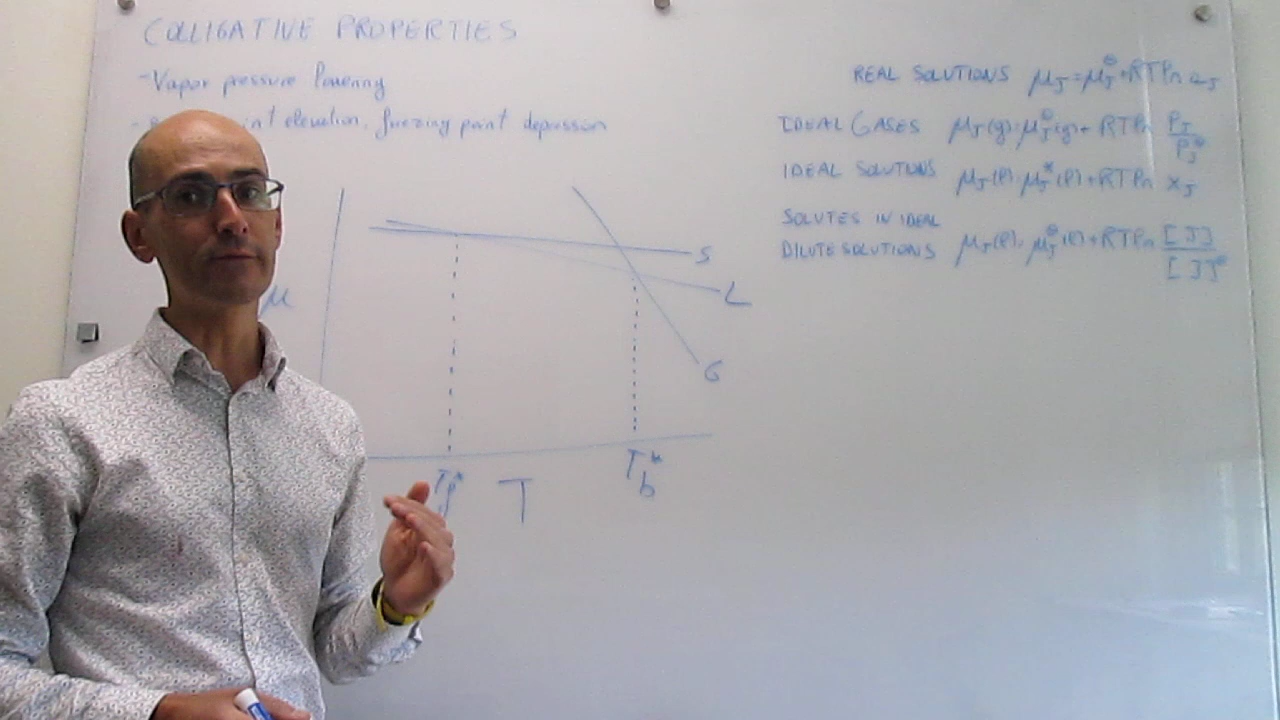 COLLIGATIVE PROPERTIES
-Vapor pressure lowering
- int elevation, freezing point depression
REAL SOLUTIONS μJ = μJ⊖ + RT ln aJ
IDEAL GASES μJ(g) = μJ⊖(g) + RT ln PJ/PJ⊖
IDEAL SOLUTIONS μJ(l) = μJ*(l) + RT ln xJ
SOLUTES IN IDEAL
DILUTE SOLUTIONS μJ(l) = μJ⊖(l) + RT ln [J]/[J]⊖
μ
S
L
G
Tf* T Tb*